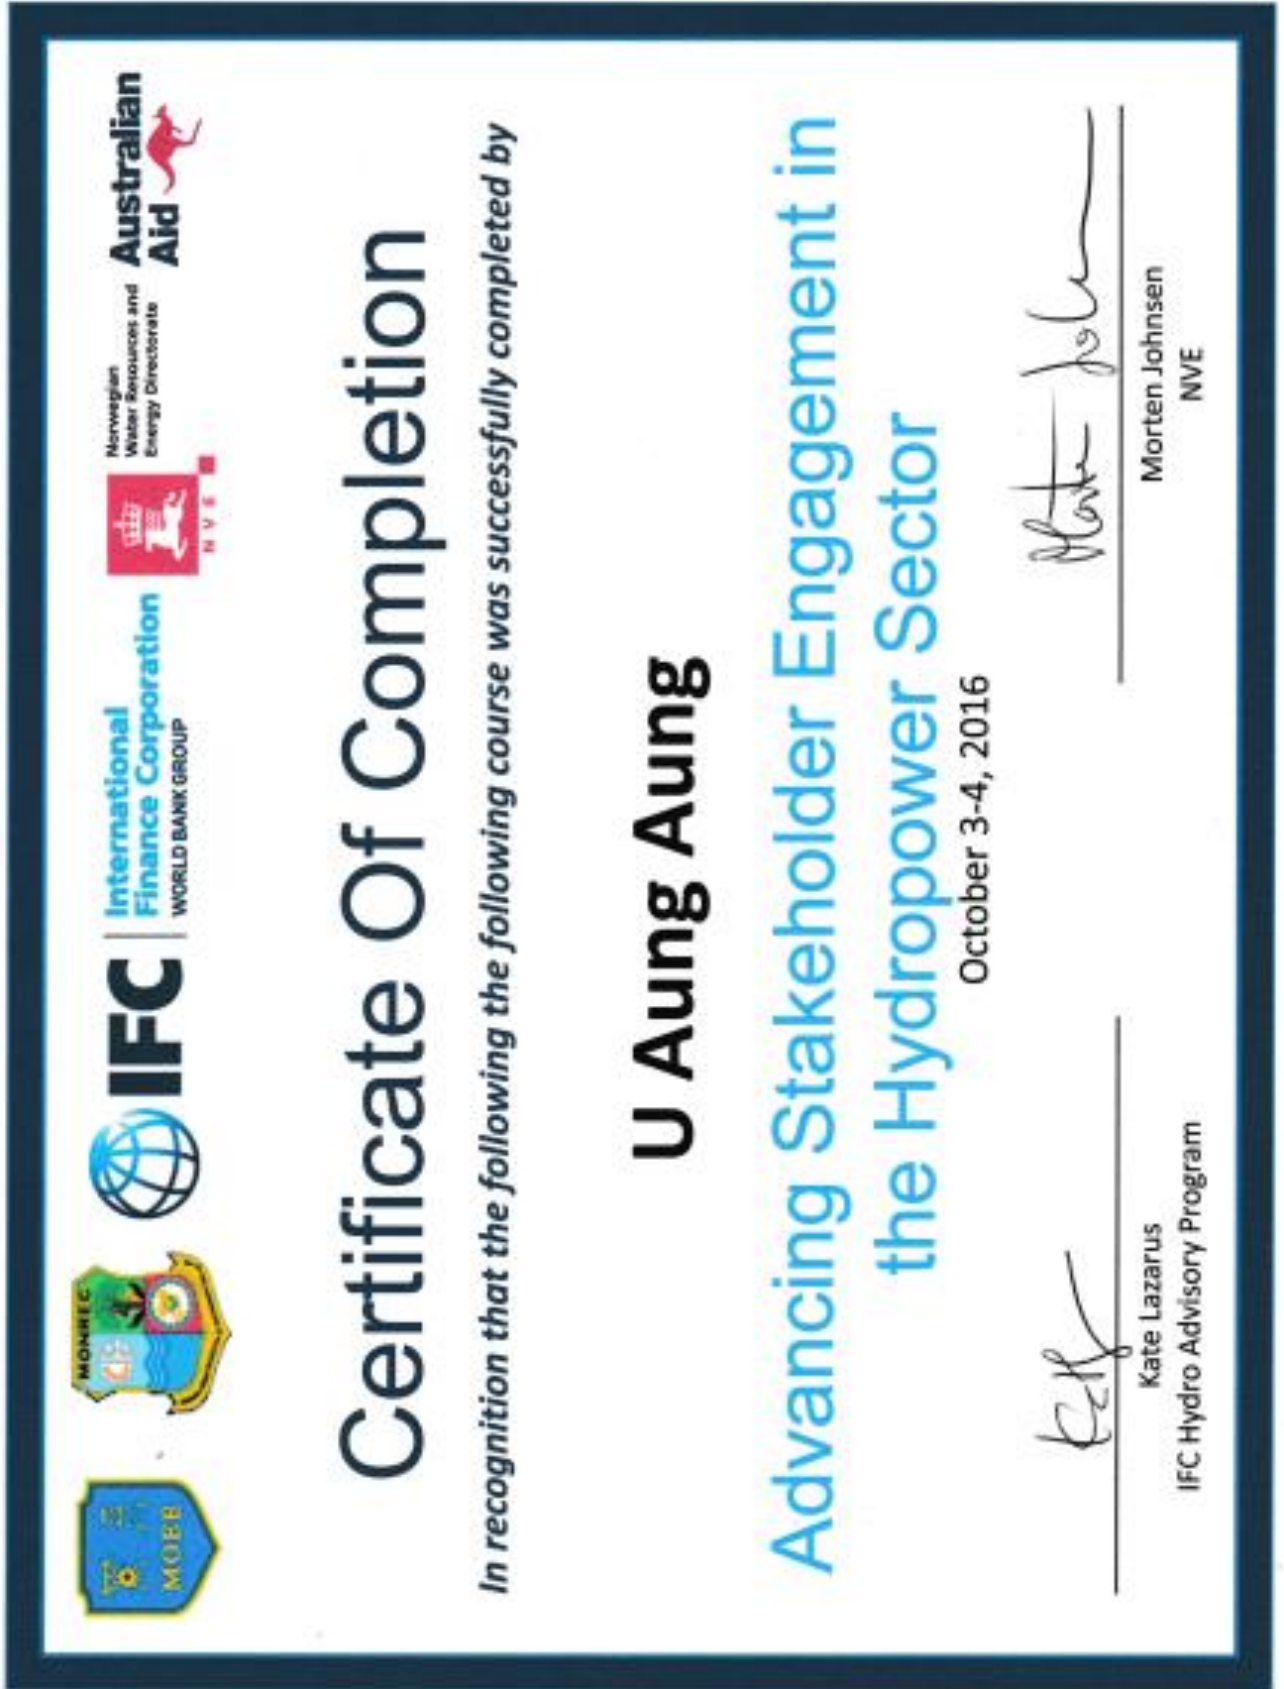 MONREC
IFC
International
Finance Corporation
WORLD BANK GROUP
NVE
Norwegian
Water Resources and
Energy Directorate
Australian
Aid
Certificate Of Completion
In recognition that the following the following course was successfully completed by
U Aung Aung
Advancing Stakeholder Engagement in
the Hydropower Sector
October 3-4, 2016
Kate Lazarus
IFC Hydro Advisory Program
Morten Johnsen
NVE